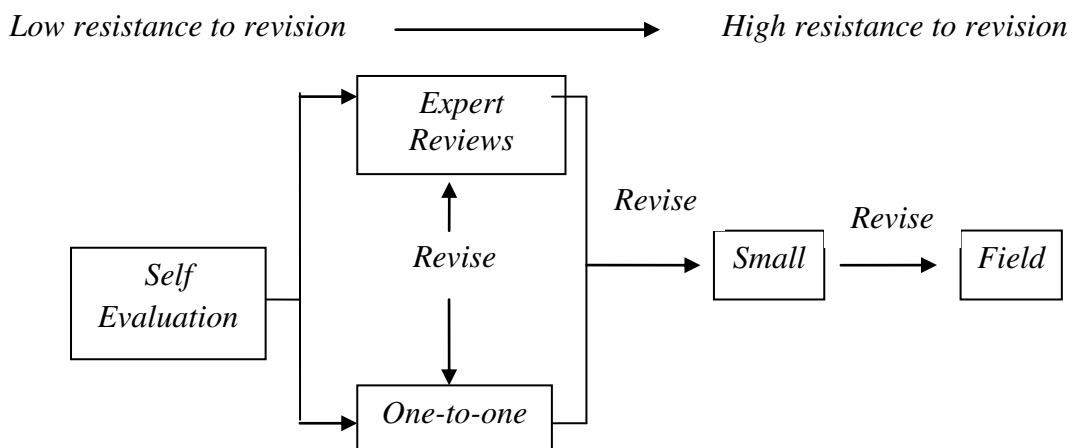 Low resistance to revision
High resistance to revision
Expert
Reviews
Revise
Revise
Revise
Small
Field
Self
Evaluation
One-to-one